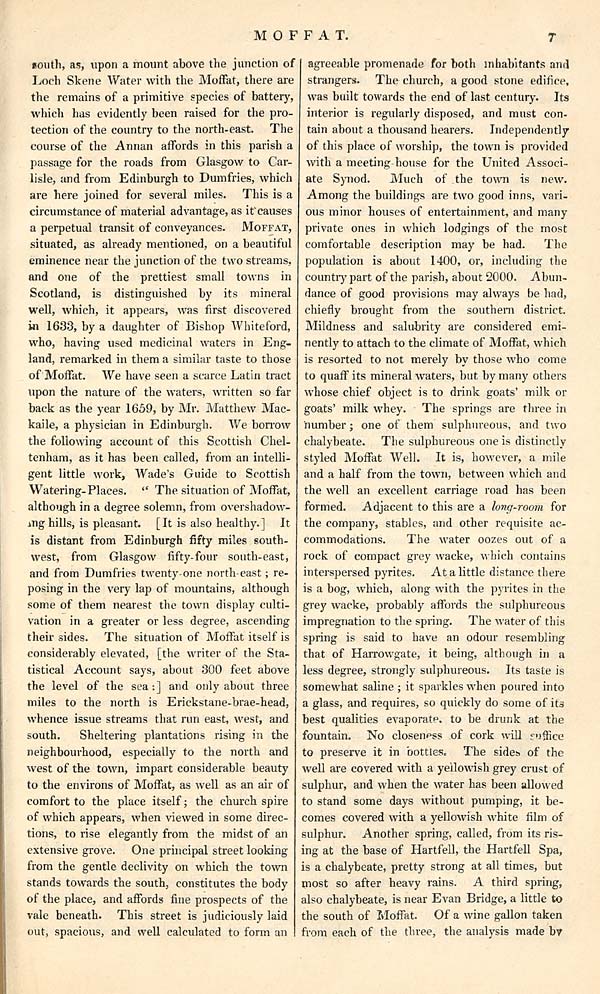 MOFFAT.
7
south, as, upon a mount above the junction of
Loch Skene Water with the Moffat, there are
the remains of a primitive species of battery,
which has evidently been raised for the pro-
tection of the country to the north-east. The
course of the Annan affords in this parish a
passage for the roads from Glasgow to Car-
lisle, and from Edinburgh to Dumfries, which
are here joined for several miles. This is a
circumstance of material advantage, as it causes
a perpetual transit of conveyances. MOFFAT,
situated, as already mentioned, on a beautiful
eminence near the junction of the two streams,
and one of the prettiest small towns in
Scotland, is distinguished by its mineral
well, which, it appears, was first discovered
in 1633, by a daughter of Bishop Whiteford,
who, having used medicinal waters in Eng-
land, remarked in them a similar taste to those
of Moffat. We have seen a scarce Latin tract
upon the nature of the waters, written so far
back as the year 1659, by Mr. Matthew Mac-
kaile, a physician in Edinburgh. We borrow
the following account of this Scottish Chel-
tenham, as it has been called, from an intelli-
gent little work, Wade's Guide to Scottish
Watering-Places. “ The situation of Moffat,
although in a degree solemn, from overshadow-
ing hills, is pleasant. [It is also healthy.] It
is distant from Edinburgh fifty miles south-
west, from Glasgow fifty-four south-east,
and from Dumfries twenty-one north-east ; re-
posing in the very lap of mountains, although
some of them nearest the town display culti-
vation in a greater or less degree, ascending
their sides. The situation of Moffat itself is
considerably elevated, [the writer of the Sta-
tistical Account says, about 300 feet above
the level of the sea :] and only about three
miles to the north is Erickstane-brae-head,
whence issue streams that run east, west, and
south. Sheltering plantations rising in the
neighbourhood, especially to the north and
west of the town, impart considerable beauty
to the environs of Moffat, as well as an air of
comfort to the place itself ; the church spire
of which appears, when viewed in some direc-
tions, to rise elegantly from the midst of an
extensive grove. One principal street looking
from the gentle declivity on which the town
stands towards the south, constitutes the body
of the place, and affords fine prospects of the
vale beneath. This street is judiciously laid
out, spacious, and well calculated to form an
agreeable promenade for both inhabitants and
strangers. The church, a good stone edifice,
was built towards the end of last century. Its
interior is regularly disposed, and must con-
tain about a thousand hearers. Independently
of this place of worship, the town is provided
with a meeting-house for the United Associ-
ate Synod. Much of the town is new.
Among the buildings are two good inns, vari-
ous minor houses of entertainment, and many
private ones in which lodgings of the most
comfortable description may be had. The
population is about 1400, or, including the
country part of the parish, about 2000. Abun-
dance of good provisions may always be had,
chiefly brought from the southern district.
Mildness and salubrity are considered emi-
nently to attach to the climate of Moffat, which
is resorted to not merely by those who come
to quaff its mineral waters, but by many others
whose chief object is to drink goats' milk or
goats' milk whey. The springs are three in
number ; one of them sulphureous, and two
chalybeate. The sulphureous one is distinctly
styled Moffat Well. It is, however, a mile
and a half from the town, between which and
the well an excellent carriage road has been
formed. Adjacent to this are a long-room for
the company, stables, and other requisite ac-
commodations. The water oozes out of a
rock of compact grey wacke, which contains
interspersed pyrites. At a little distance there
is a bog, which, along with the pyrites in the
grey wacke, probably affords the sulphureous
impregnation to the spring. The water of this
spring is said to have an odour resembling
that of Harrowgate, it being, although in a
less degree, strongly sulphureous. Its taste is
somewhat saline ; it sparkles when poured into
a glass, and requires, so quickly do some of its
best qualities evaporate, to be drunk at the
fountain. No closeness of cork will suffice
to preserve it in bottles. The sides of the
well are covered with a yellowish grey crust of
sulphur, and when the water has been allowed
to stand some days without pumping, it be-
comes covered with a yellowish white film of
sulphur. Another spring, called, from its ris-
ing at the base of Hartfell, the Hartfell Spa,
is a chalybeate, pretty strong at all times, but
most so after heavy rains. A third spring,
also chalybeate, is near Evan Bridge, a little to
the south of Moffat. Of a wine gallon taken
from each of the three, the analysis made by